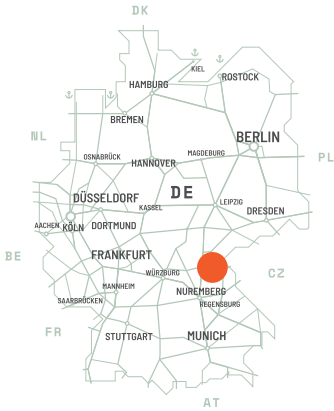 DK
KIEL
ROSTOCK
HAMBURG
BREMEN
NL
BERLIN
OSNABRÜCK
HANNOVER
MAGDEBURG
PL
DE
DÜSSELDORF
KASSEL
LEIPZIG
DRESDEN
AACHEN
KÖLN
DORTMUND
BE
FRANKFURT
WÜRZBURG
CZ
MANNHEIM
NUREMBERG
SAARBRÜCKEN
REGENSBURG
FR
STUTTGART
MUNICH
AT